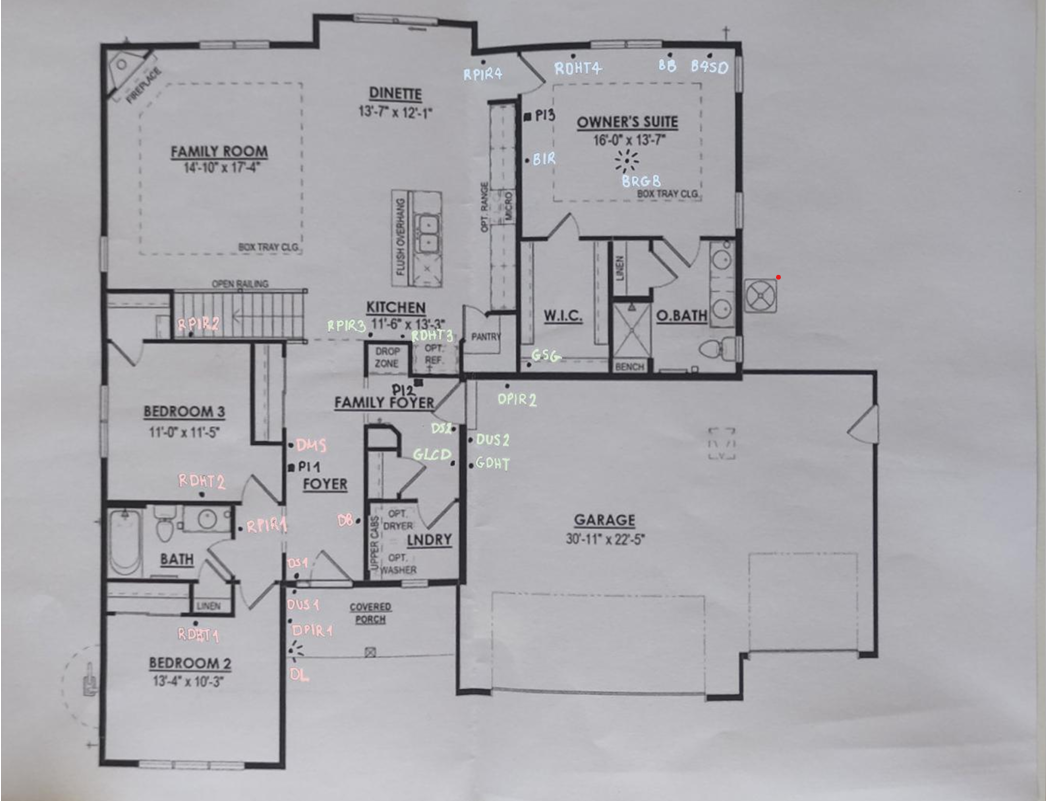 RPIR4
RDHT4
BB
B4SD
FIREPLACE
DINETTE
13'-7" x 12'-1"
PI3
OWNER'S SUITE
16'-0" x 13'-7"
FAMILY ROOM
14'-10" x 17'-4"
BIR
BRGB
BOX TRAY CLG.
OPT. RANGE
MICRO
FLUSH OVERHANG
BOX TRAY CLG.
LINEN
OPEN RAILING
KITCHEN
11'-6" x 13'-3"
RPIR2
RPIR3
RDHT3
PANTRY
W.I.C.
O.BATH
DROP
ZONE
OPT.
REF.
GSG
BENCH
PI2
FAMILY FOYER
DPIR2
BEDROOM 3
11'-0" x 11'-5"
DS2
DUS2
DMS
GLCD
GDHT
PI1
FOYER
RDHT2
RPIR1
DB
OPT.
DRYER
UPPER CABS
LNDRY
OPT.
WASHER
GARAGE
30'-11" x 22'-5"
BATH
DS1
LINEN
DUS1
COVERED
PORCH
RDHT1
DPIR1
BEDROOM 2
13'-4" x 10'-3"
DL